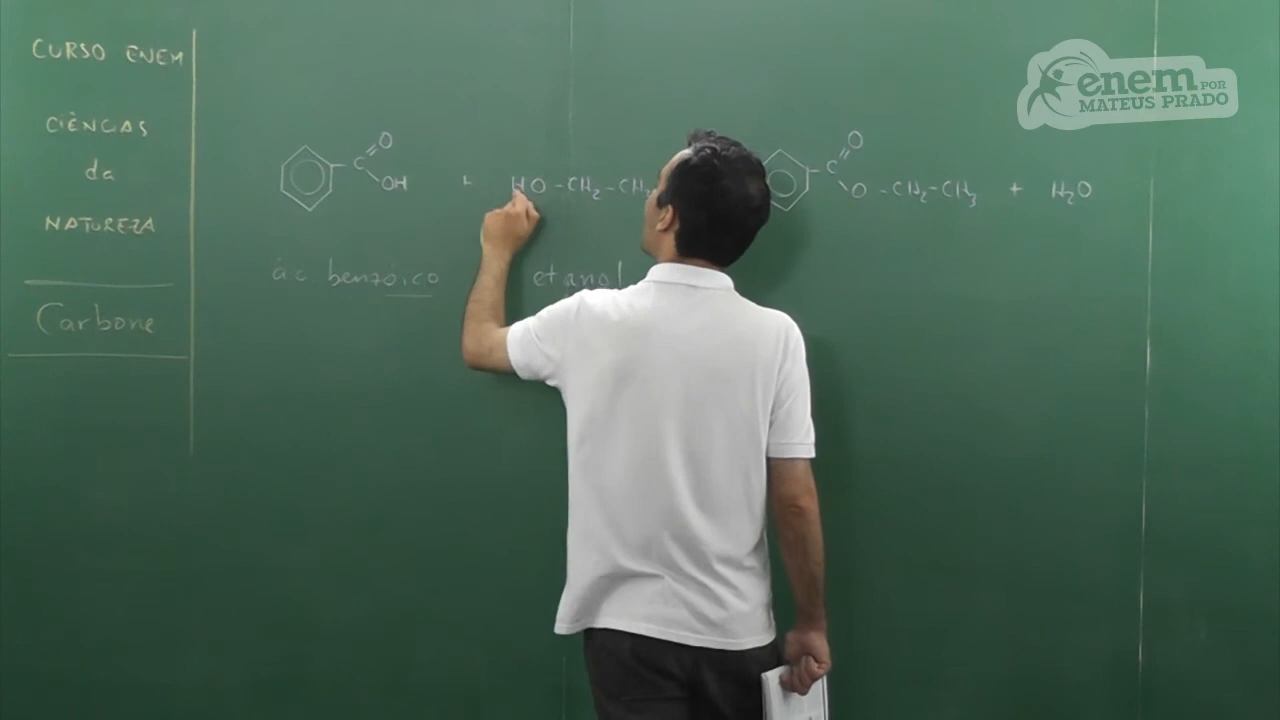 CURSO ENEM
CIÊNCIAS
da
NATUREZA
Carbone
enem POR
MATEUS PRADO
C O OH + HO - CH2 - CH3
C O O - CH2 - CH3 + H2O
ác. benzóico
etanol